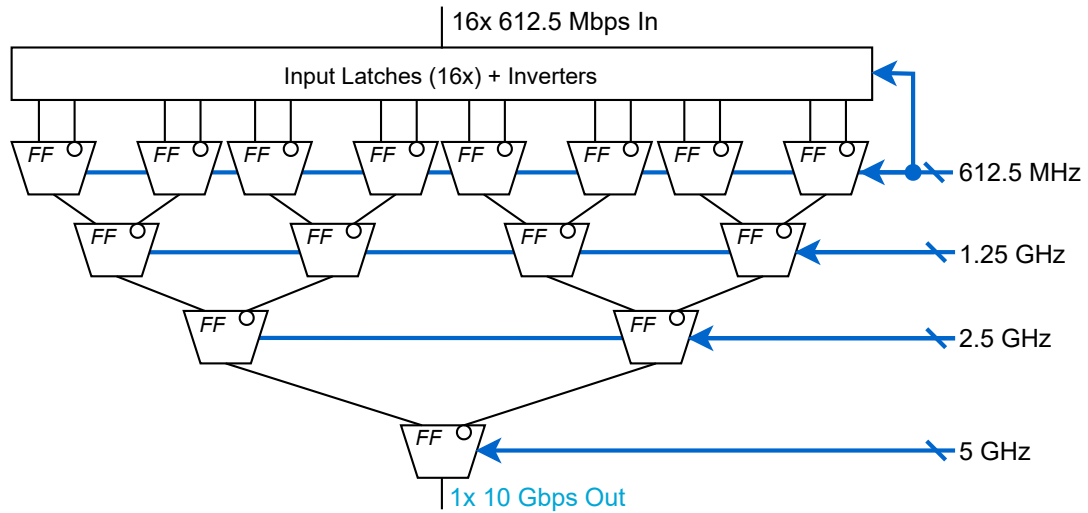 16x 612.5 Mbps In
Input Latches (16x) + Inverters
FF FF FF FF FF FF FF FF
612.5 MHz
FF FF FF FF
1.25 GHz
FF FF
2.5 GHz
FF
5 GHz
1x 10 Gbps Out